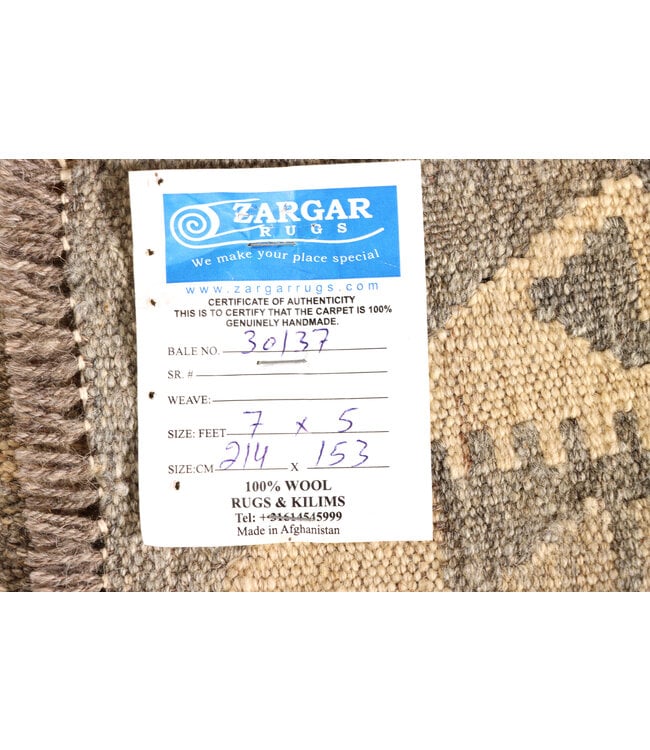 ZARGAR
RUGS
We make your place special
www.zargarrugs.com
CERTIFICATE OF AUTHENTICITY
THIS IS TO CERTIFY THAT THE CARPET IS 100%
GENUINELY HANDMADE.
BALE NO. 30137
SR. #
WEAVE:
SIZE: FEET 7 x 5
SIZE:CM 214 X 153
100% WOOL
RUGS & KILIMS
Tel: +31614545999
Made in Afghanistan